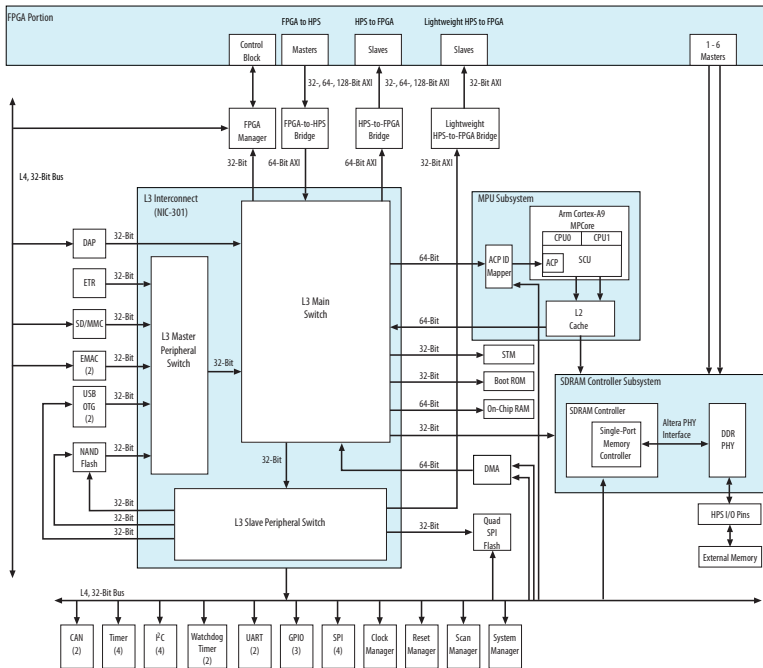 FPGA Portion
FPGA to HPS
HPS to FPGA
Lightweight HPS to FPGA
Control
Block
Masters
Slaves
Slaves
1 - 6
Masters
32-, 64-, 128-Bit AXI
32-, 64-, 128-Bit AXI
32-Bit AXI
FPGA
Manager
FPGA-to-HPS
Bridge
HPS-to-FPGA
Bridge
Lightweight
HPS-to-FPGA Bridge
32-Bit
64-Bit AXI
64-Bit AXI
32-Bit AXI
L4, 32-Bit Bus
L3 Interconnect
(NIC-301)
MPU Subsystem
Arm Cortex-A9
MPCore
CPU0
CPU1
ACP
SCU
ACP ID
Mapper
64-Bit
L2
Cache
64-Bit
DAP
32-Bit
ETR
32-Bit
SD/MMC
32-Bit
EMAC
(2)
32-Bit
USB
OTG
(2)
32-Bit
NAND
Flash
32-Bit
L3 Master
Peripheral
Switch
32-Bit
L3 Main
Switch
32-Bit
STM
32-Bit
Boot ROM
64-Bit
On-Chip RAM
32-Bit
SDRAM Controller Subsystem
SDRAM Controller
Single-Port
Memory
Controller
Altera PHY
Interface
DDR
PHY
32-Bit
64-Bit
DMA
32-Bit
32-Bit
32-Bit
L3 Slave Peripheral Switch
32-Bit
Quad
SPI
Flash
HPS I/O Pins
External Memory
L4, 32-Bit Bus
CAN
(2)
Timer
(4)
I²C
(4)
Watchdog
Timer
(2)
UART
(2)
GPIO
(3)
SPI
(4)
Clock
Manager
Reset
Manager
Scan
Manager
System
Manager